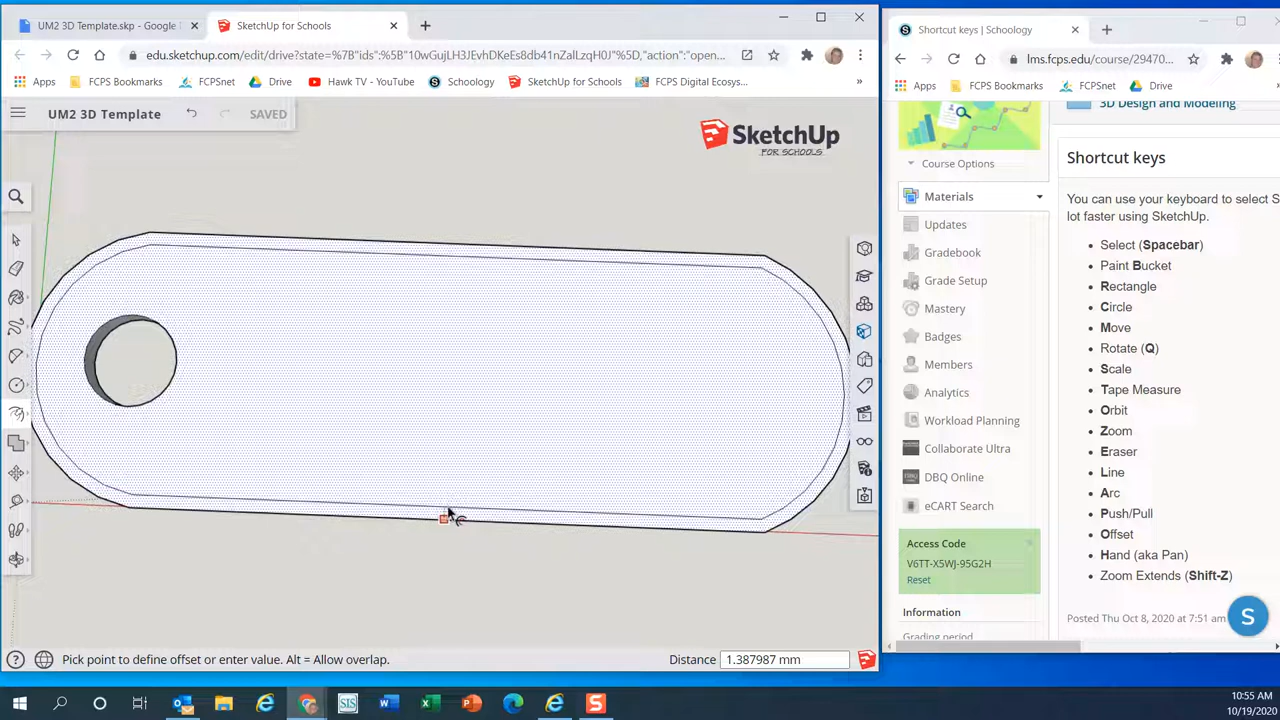 UM2 3D Template.skp - Google
SketchUp for Schools
edu.sketchup.com/edit/drive?state=%7B"ids"%5B"10wGujLH3JEvhDKeEs8db41nZalLzqH0J"%5D,"action":"open...
Apps
FCPS Bookmarks
FCPSnet
Drive
Hawk TV - YouTube
Schoology
SketchUp for Schools
FCPS Digital Ecosys...
»
UM2 3D Template
SAVED
SketchUp
FOR SCHOOLS
Pick point to define offset or enter value. Alt = Allow overlap.
Distance
1.387987 mm
Shortcut keys | Schoology
lms.fcps.edu/course/29470...
Apps
FCPS Bookmarks
FCPSnet
Drive
3D Design and Modeling
Course Options
Materials
Updates
Gradebook
Grade Setup
Mastery
Badges
Members
Analytics
Workload Planning
Collaborate Ultra
DBQ Online
eCART Search
Access Code
V6TT-X5WJ-95G2H
Reset
Information
Grading period
Shortcut keys
You can use your keyboard to select S
lot faster using SketchUp.
Select (Spacebar)
Paint Bucket
Rectangle
Circle
Move
Rotate (Q)
Scale
Tape Measure
Orbit
Zoom
Eraser
Line
Arc
Push/Pull
Offset
Hand (aka Pan)
Zoom Extends (Shift-Z)
Posted Thu Oct 8, 2020 at 7:51 am
S
SIS
10:55 AM
10/19/2020